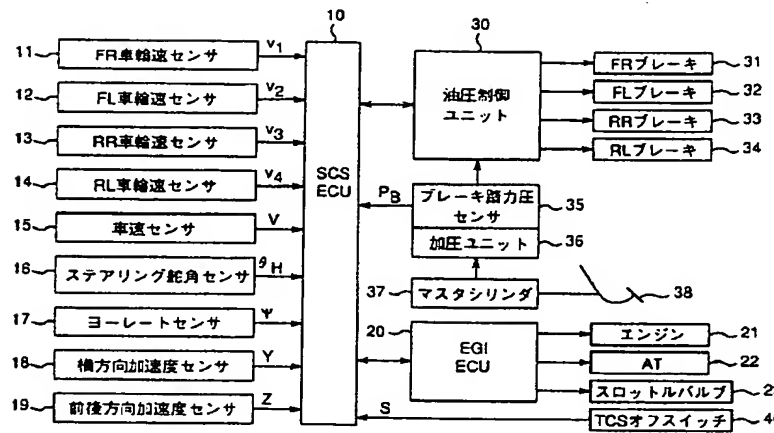 10
30
11
FR車輪速センサ
V1
12
FL車輪速センサ
V2
13
RR車輪速センサ
V3
14
RL車輪速センサ
V4
15
車速センサ
V
16
ステアリング舵角センサ
θH
17
ヨーレートセンサ
Ψ
18
横方向加速度センサ
Y
19
前後方向加速度センサ
Z
SCS
ECU
油圧制御
ユニット
FRブレーキ
31
FLブレーキ
32
RRブレーキ
33
RLブレーキ
34
PB
ブレーキ踏力圧
センサ
35
加圧ユニット
36
37
マスタシリンダ
38
20
EGI
ECU
エンジン
21
AT
22
スロットルバルブ
S
TCSオフスイッチ